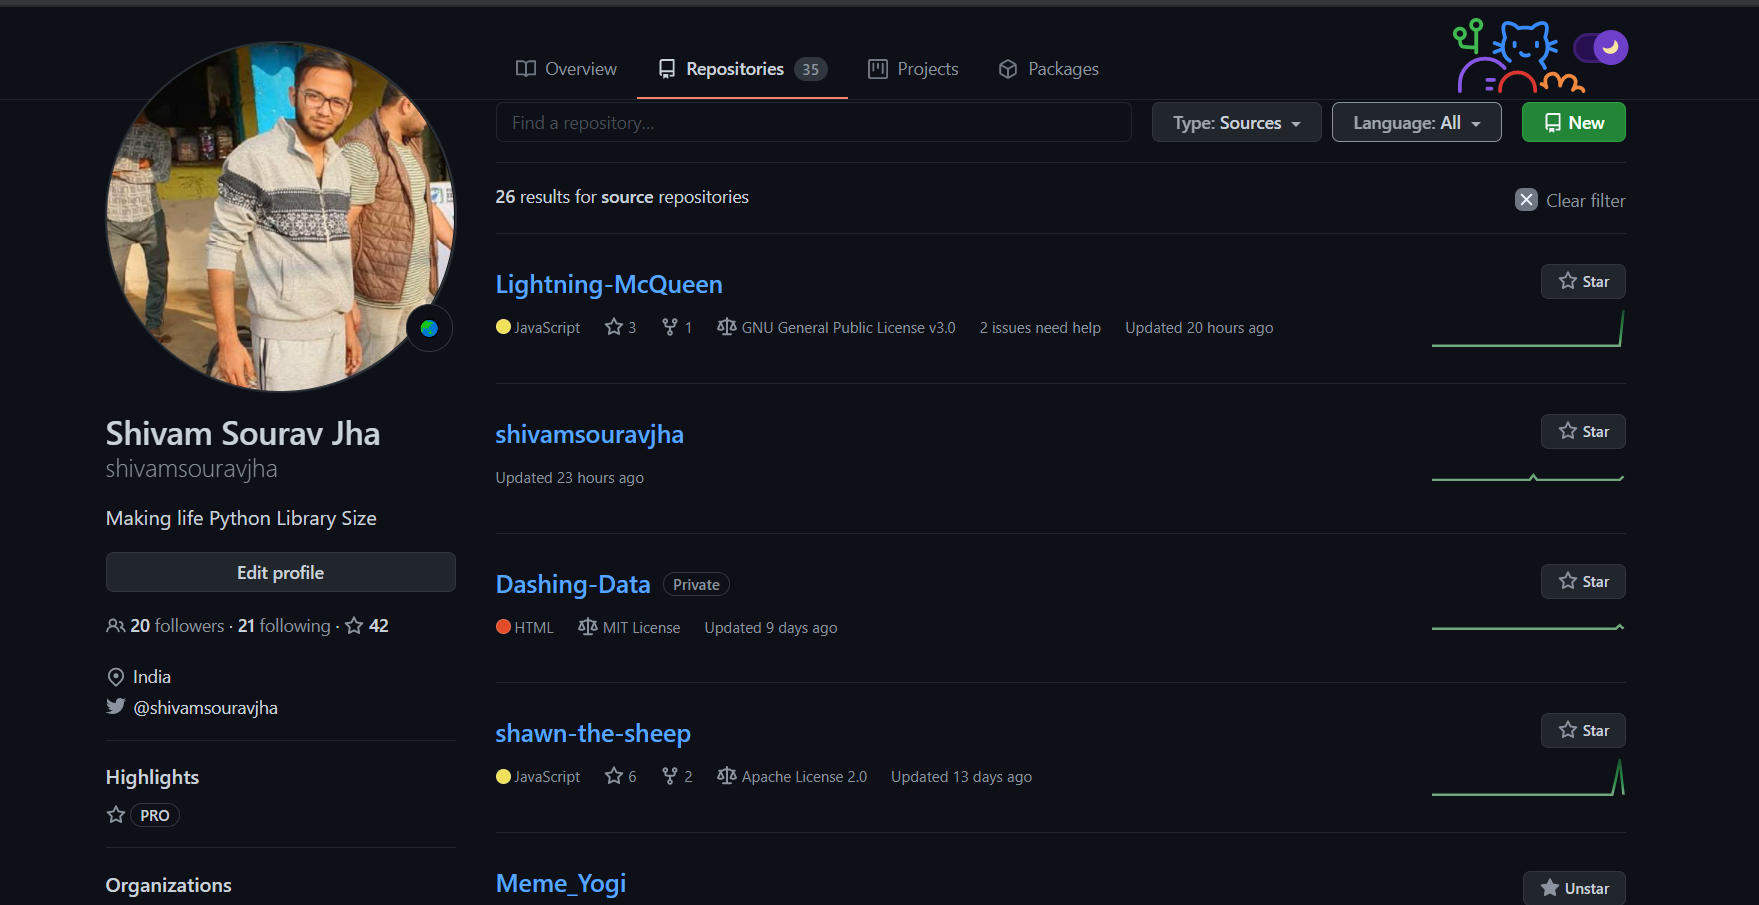 Overview
Repositories 35
Projects
Packages
Find a repository...
Type: Sources
Language: All
New
26 results for source repositories
Clear filter
Lightning-McQueen
Star
JavaScript 3 1 GNU General Public License v3.0 2 issues need help Updated 20 hours ago
shivamsouravjha
Star
Updated 23 hours ago
Dashing-Data Private
Star
HTML MIT License Updated 9 days ago
shawn-the-sheep
Star
JavaScript 6 2 Apache License 2.0 Updated 13 days ago
Meme_Yogi
Unstar
Shivam Sourav Jha
shivamsouravjha
Making life Python Library Size
Edit profile
20 followers · 21 following · 42
India
@shivamsouravjha
Highlights
PRO
Organizations